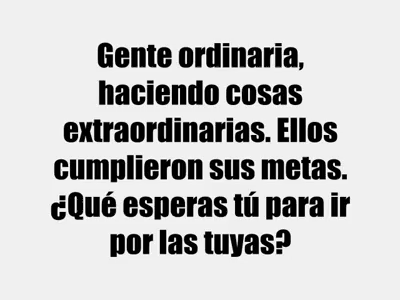 Gente ordinaria,
haciendo cosas
extraordinarias. Ellos
cumplieron sus metas.
¿Qué esperas tú para ir
por las tuyas?